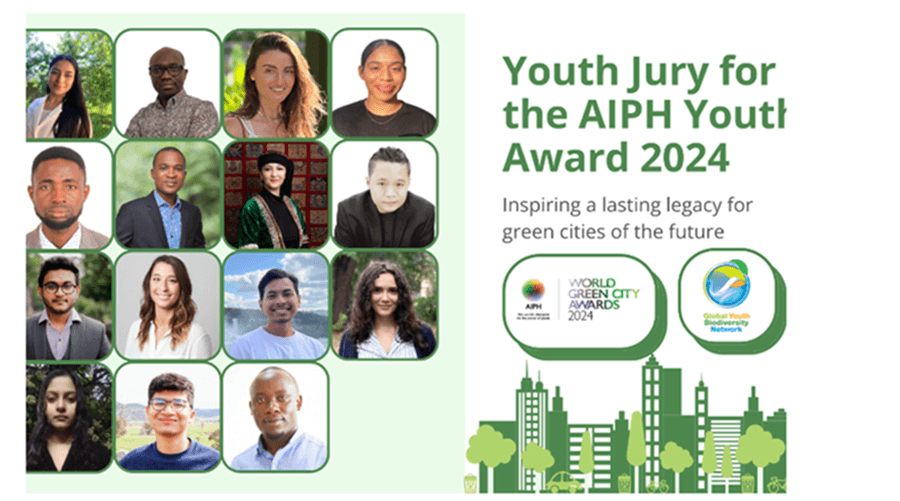 Youth Jury for
the AIPH Youth
Award 2024
Inspiring a lasting legacy for
green cities of the future
AIPH
WORLD
GREEN CITY
AWARDS
2024
Global Youth
Biodiversity
Network